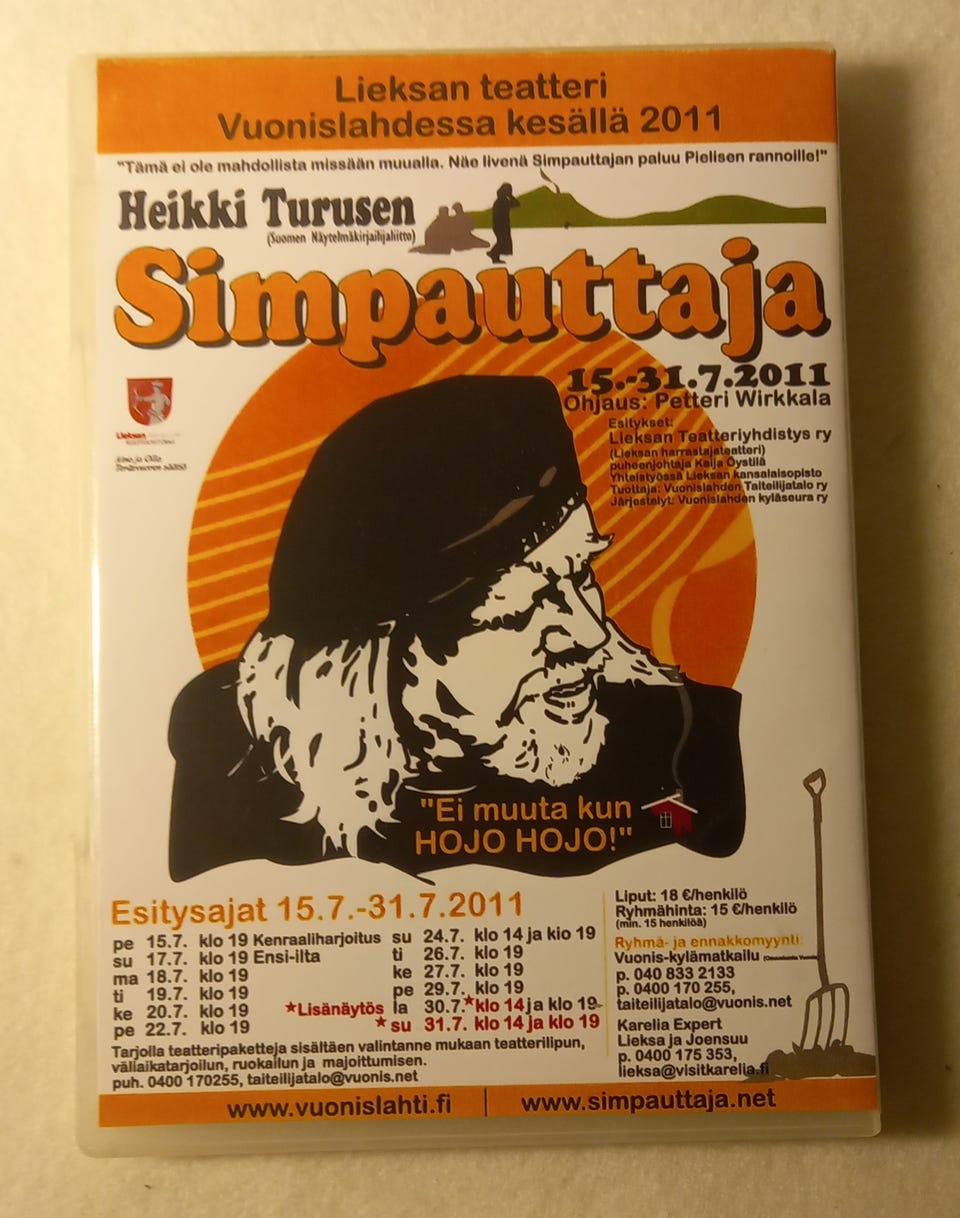 Lieksan teatteri
Vuonislahdessa kesällä 2011
"Tämä ei ole mahdollista missään muualla. Näe livenä Simpauttajan paluu Pielisen rannoille!"
Heikki Turusen
(Suomen Näytelmäkirjailijaliitto)
Simpauttaja
15.-31.7.2011
Ohjaus: Petteri Wirkkala
Esitykset:
Lieksan Teatteriyhdistys ry
(Lieksan harrastajateatteri)
puheenjohtaja Kaija Öystilä
Yhteistyössä Lieksan kansalaisopisto
Tuottaja: Vuonislahden Taiteilijatalo ry
Järjestelyt: Vuonislahden kyläseura ry
Lieksan
"Ei muuta kun
HOJO HOJO!"
Esitysajat 15.7.-31.7.2011
pe 15.7. klo 19 Kenraaliharjoitus
su 17.7. klo 19 Ensi-ilta
ma 18.7. klo 19
ti 19.7. klo 19
ke 20.7. klo 19
pe 22.7. klo 19
su 24.7. klo 14 ja klo 19
ti 26.7. klo 19
ke 27.7. klo 19
pe 29.7. klo 19
★Lisänäytös la 30.7.★klo 14 ja klo 19
★ su 31.7. klo 14 ja klo 19
Tarjolla teatteripaketteja sisältäen valintanne mukaan teatterilipun,
väliaikatarjoilun, ruokailun ja majoittumisen.
puh. 0400 170255, taiteilijatalo@vuonis.net
Liput: 18 €/henkilö
Ryhmähinta: 15 €/henkilö
(min. 15 henkilöä)
Ryhmä- ja ennakkomyynti:
Vuonis-kylämatkailu
p. 040 833 2133
p. 0400 170 255,
taiteilijatalo@vuonis.net
Karelia Expert
Lieksa ja Joensuu
p. 0400 175 353,
lieksa@visitkarelia.fi
www.vuonislahti.fi | www.simpauttaja.net